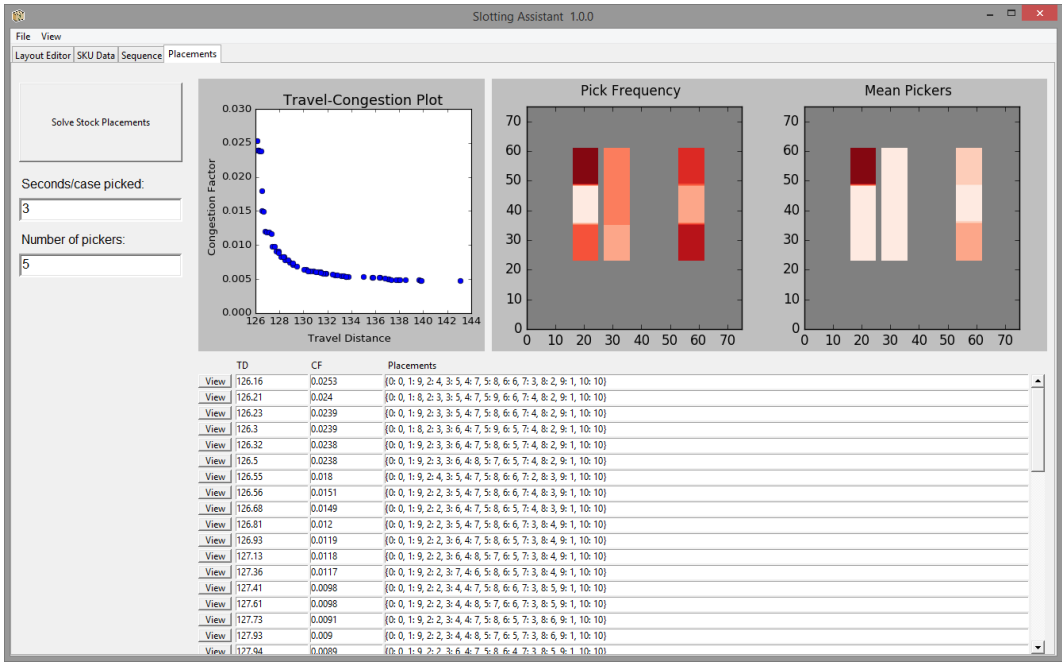 Slotting Assistant 1.0.0
File View
Layout Editor SKU Data Sequence Placements
Solve Stock Placements
Seconds/case picked:
3
Number of pickers:
5
Travel-Congestion Plot
Congestion Factor
0.030
0.025
0.020
0.015
0.010
0.005
0.000
126 128 130 132 134 136 138 140 142 144
Travel Distance
Pick Frequency
70
60
50
40
30
20
10
0
0 10 20 30 40 50 60 70
Mean Pickers
70
60
50
40
30
20
10
0
0 10 20 30 40 50 60 70
TD CF Placements
View 126.16 0.0253 {0: 0, 1: 9, 2: 4, 3: 5, 4: 7, 5: 8, 6: 6, 7: 3, 8: 2, 9: 1, 10: 10}
View 126.21 0.024 {0: 0, 1: 8, 2: 3, 3: 5, 4: 7, 5: 9, 6: 6, 7: 4, 8: 2, 9: 1, 10: 10}
View 126.23 0.0239 {0: 0, 1: 9, 2: 3, 3: 5, 4: 7, 5: 8, 6: 6, 7: 4, 8: 2, 9: 1, 10: 10}
View 126.3 0.0239 {0: 0, 1: 8, 2: 3, 3: 6, 4: 7, 5: 9, 6: 5, 7: 4, 8: 2, 9: 1, 10: 10}
View 126.32 0.0238 {0: 0, 1: 9, 2: 3, 3: 6, 4: 7, 5: 8, 6: 5, 7: 4, 8: 2, 9: 1, 10: 10}
View 126.5 0.0238 {0: 0, 1: 9, 2: 3, 3: 6, 4: 8, 5: 7, 6: 5, 7: 4, 8: 2, 9: 1, 10: 10}
View 126.55 0.018 {0: 0, 1: 9, 2: 4, 3: 5, 4: 7, 5: 8, 6: 6, 7: 2, 8: 3, 9: 1, 10: 10}
View 126.56 0.0151 {0: 0, 1: 9, 2: 2, 3: 5, 4: 7, 5: 8, 6: 6, 7: 4, 8: 3, 9: 1, 10: 10}
View 126.68 0.0149 {0: 0, 1: 9, 2: 2, 3: 6, 4: 7, 5: 8, 6: 5, 7: 4, 8: 3, 9: 1, 10: 10}
View 126.81 0.012 {0: 0, 1: 9, 2: 2, 3: 5, 4: 7, 5: 8, 6: 6, 7: 3, 8: 4, 9: 1, 10: 10}
View 126.93 0.0119 {0: 0, 1: 9, 2: 2, 3: 6, 4: 7, 5: 8, 6: 5, 7: 3, 8: 4, 9: 1, 10: 10}
View 127.13 0.0118 {0: 0, 1: 9, 2: 2, 3: 6, 4: 8, 5: 7, 6: 5, 7: 3, 8: 4, 9: 1, 10: 10}
View 127.36 0.0117 {0: 0, 1: 9, 2: 2, 3: 7, 4: 6, 5: 8, 6: 5, 7: 3, 8: 4, 9: 1, 10: 10}
View 127.41 0.0098 {0: 0, 1: 9, 2: 2, 3: 4, 4: 7, 5: 8, 6: 6, 7: 3, 8: 5, 9: 1, 10: 10}
View 127.61 0.0098 {0: 0, 1: 9, 2: 2, 3: 4, 4: 8, 5: 7, 6: 6, 7: 3, 8: 5, 9: 1, 10: 10}
View 127.73 0.0091 {0: 0, 1: 9, 2: 2, 3: 4, 4: 7, 5: 8, 6: 5, 7: 3, 8: 6, 9: 1, 10: 10}
View 127.93 0.009 {0: 0, 1: 9, 2: 2, 3: 4, 4: 8, 5: 7, 6: 5, 7: 3, 8: 6, 9: 1, 10: 10}
View 127.94 0.0089 {0: 0, 1: 9, 2: 2, 3: 6, 4: 7, 5: 8, 6: 4, 7: 3, 8: 5, 9: 1, 10: 10}